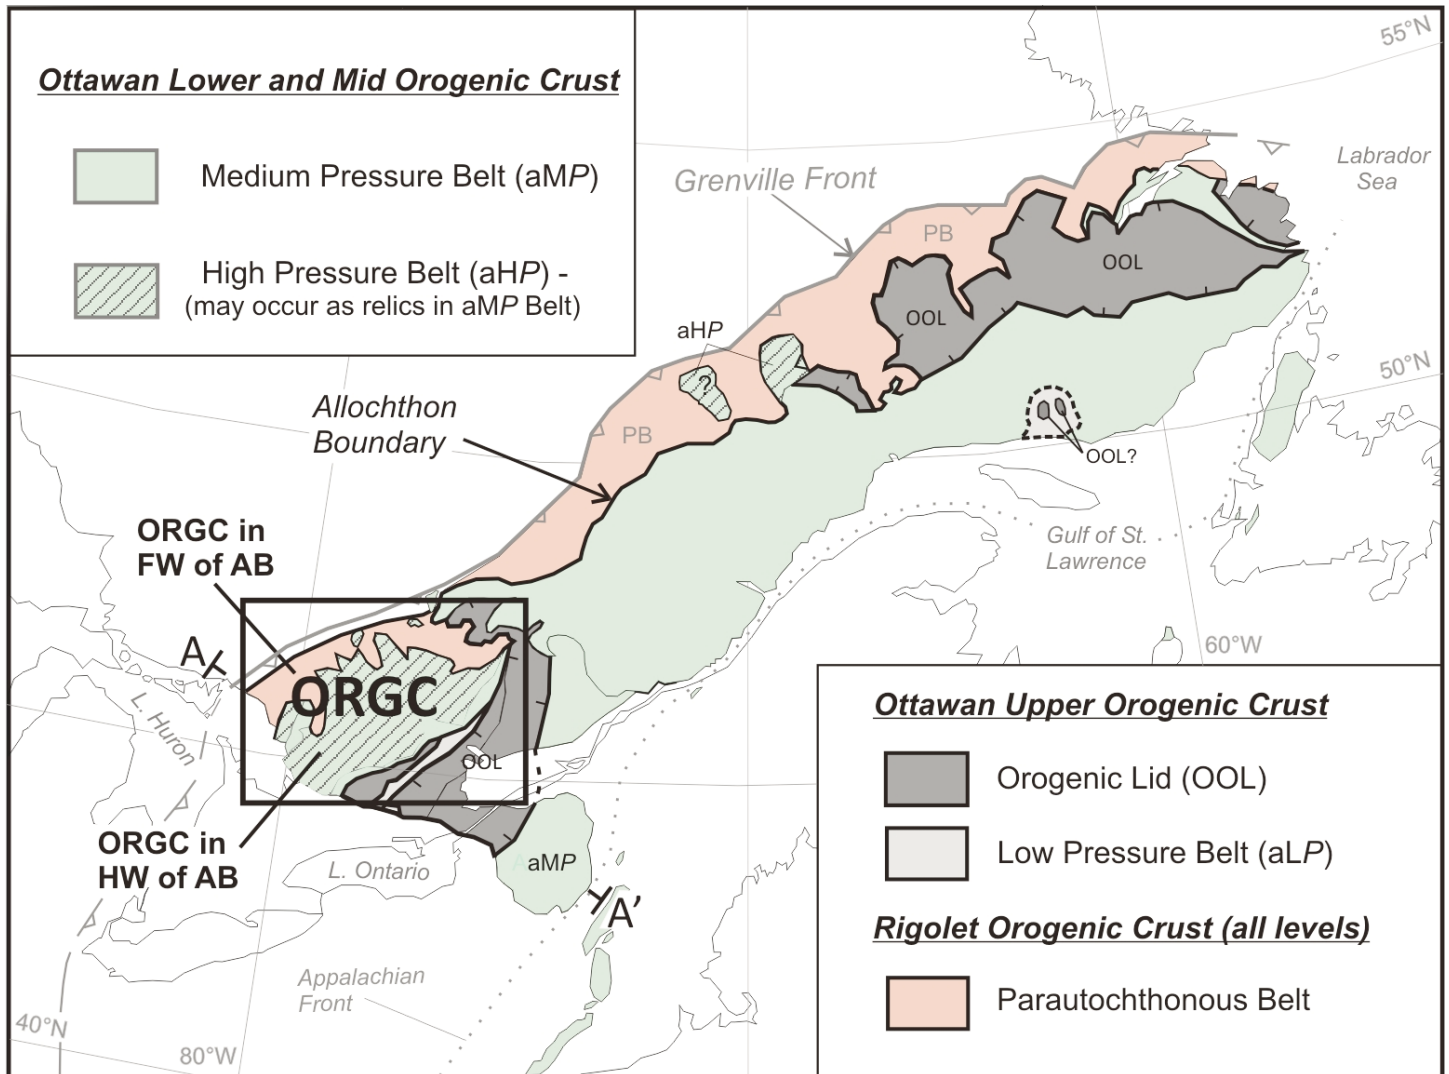 Ottawan Lower and Mid Orogenic Crust
Medium Pressure Belt (aMP)
High Pressure Belt (aHP) -
(may occur as relics in aMP Belt)
55°N
Labrador
Sea
Grenville Front
PB
OOL
OOL
aHP
?
50°N
Allochthon
Boundary
PB
OOL?
ORGC in
FW of AB
Gulf of St.
Lawrence
60°W
A
ORGC
L. Huron
OOL
ORGC in
HW of AB
L. Ontario
aMP
A'
Appalachian
Front
40°N
80°W
Ottawan Upper Orogenic Crust
Orogenic Lid (OOL)
Low Pressure Belt (aLP)
Rigolet Orogenic Crust (all levels)
Parautochthonous Belt